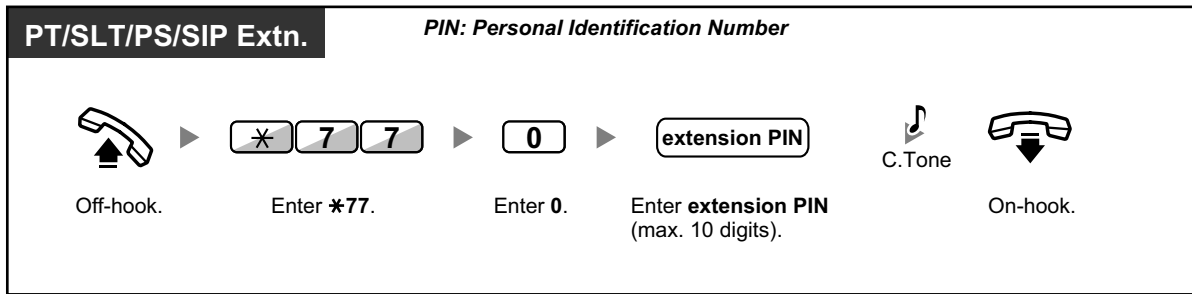 PT/SLT/PS/SIP Extn.
PIN: Personal Identification Number
* 7 7
0
extension PIN
C.Tone
Off-hook.
Enter *77.
Enter 0.
Enter extension PIN
(max. 10 digits).
On-hook.